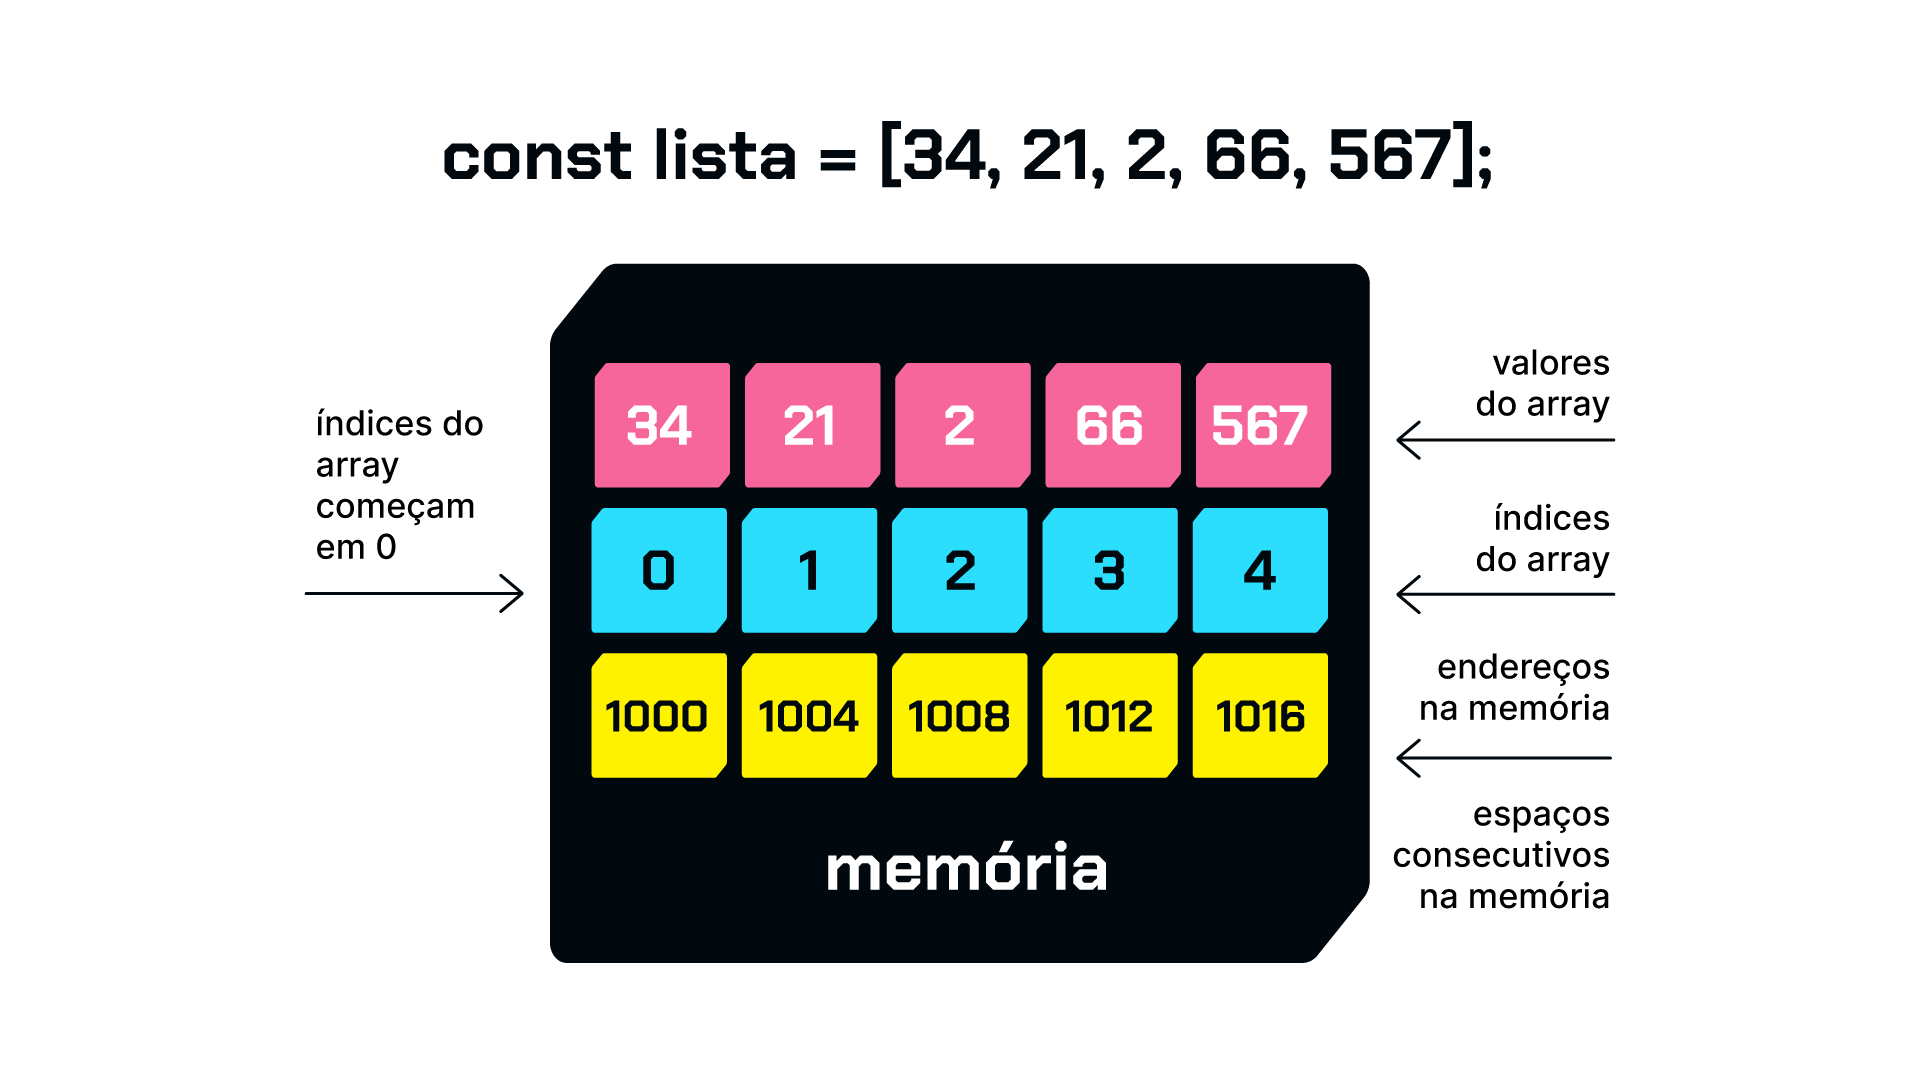 const lista = [34, 21, 2, 66, 567];
índices do
array
começam
em 0
34 21 2 66 567
0 1 2 3 4
1000 1004 1008 1012 1016
memória
valores
do array
índices
do array
endereços
na memória
espaços
consecutivos
na memória